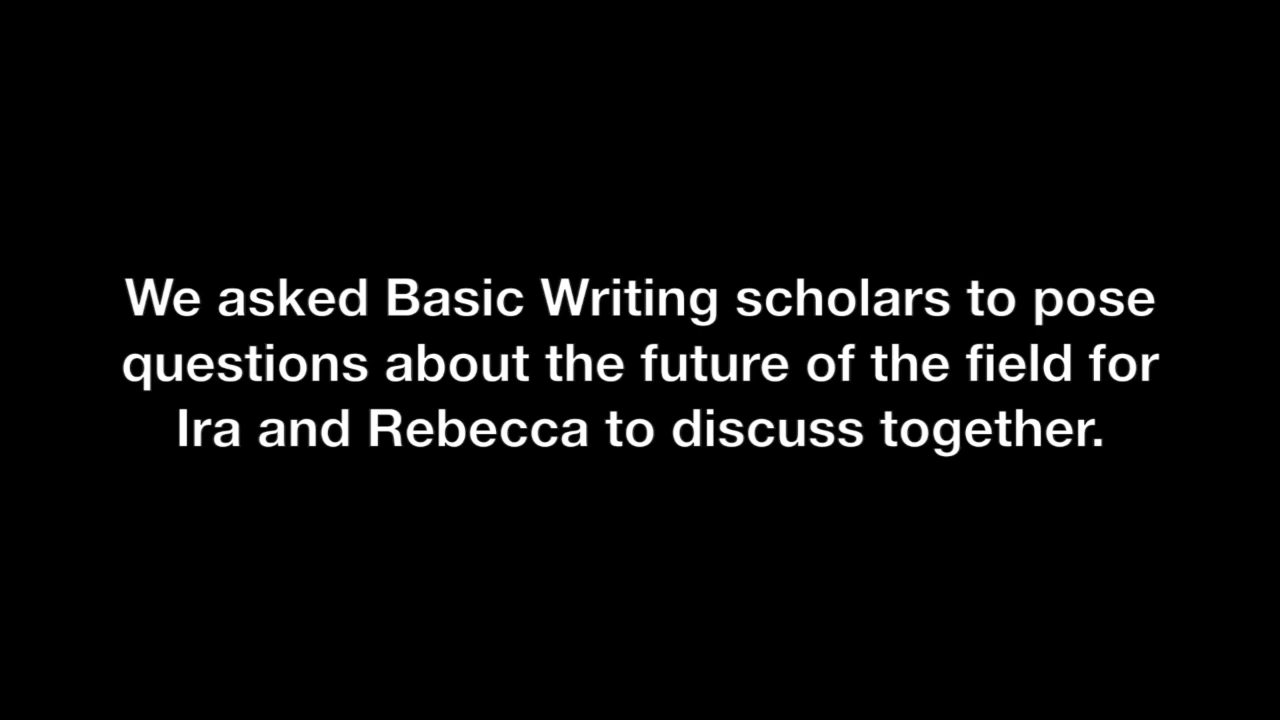 We asked Basic Writing scholars to pose
questions about the future of the field for
Ira and Rebecca to discuss together.